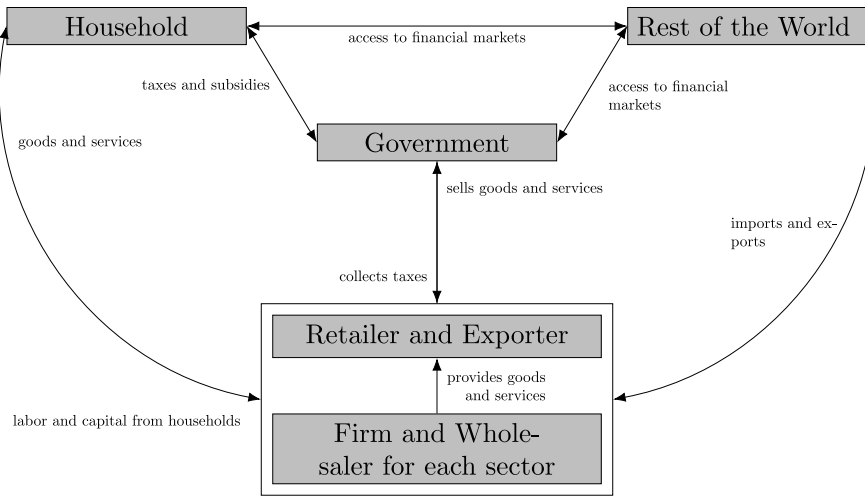 Household
Rest of the World
access to financial markets
taxes and subsidies
access to financial
markets
Government
goods and services
sells goods and services
imports and ex-
ports
collects taxes
Retailer and Exporter
provides goods
and services
labor and capital from households
Firm and Whole-
saler for each sector